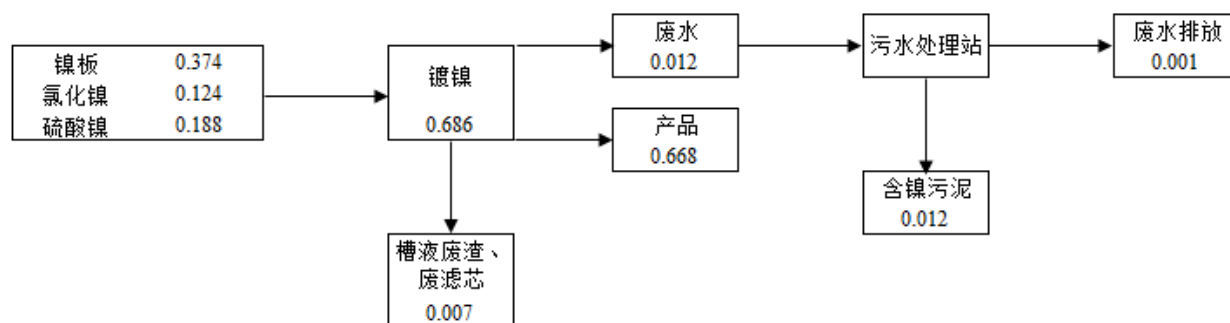 镍板 0.374
氯化镍 0.124
硫酸镍 0.188
镀镍
0.686
废水
0.012
产品
0.668
槽液废渣、
废滤芯
0.007
污水处理站
含镍污泥
0.012
废水排放
0.001